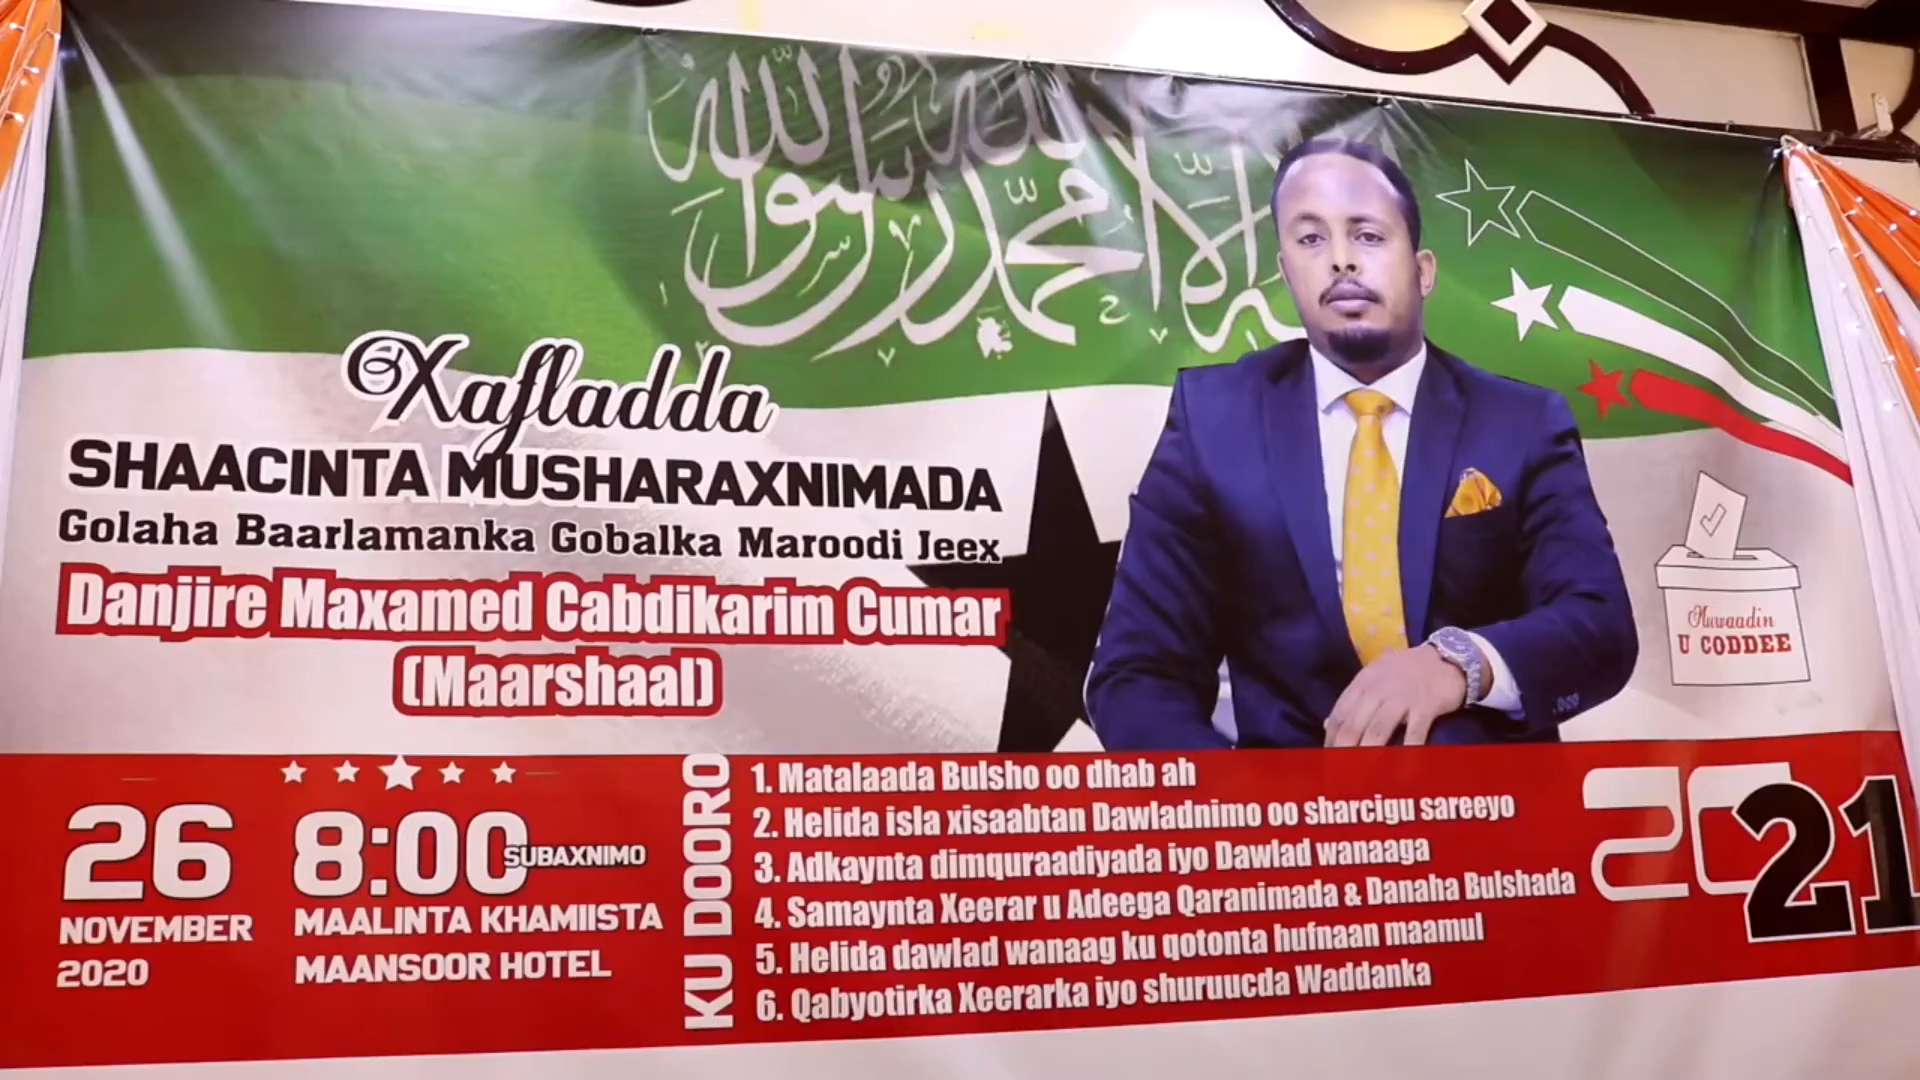 لا إله إلا الله محمد رسول الله
Xafladda
SHAACINTA MUSHARAXNIMADA
Golaha Baarlamanka Gobalka Maroodi Jeex
Danjire Maxamed Cabdikarim Cumar
(Maarshaal)
Muwaadin
U CODDEE
26
NOVEMBER
2020
8:00 SUBAXNIMO
MAALINTA KHAMIISTA
MAANSOOR HOTEL
KU DOORO
1. Matalaada Bulsho oo dhab ah
2. Helida isla xisaabtan Dawladnimo oo sharcigu sareeyo
3. Adkaynta dimquraadiyada iyo Dawlad wanaaga
4. Samaynta Xeerar u Adeega Qaranimada & Danaha Bulshada
5. Helida dawlad wanaag ku qotonta hufnaan maamul
6. Qabyotirka Xeerarka iyo shuruucda Waddanka
2021